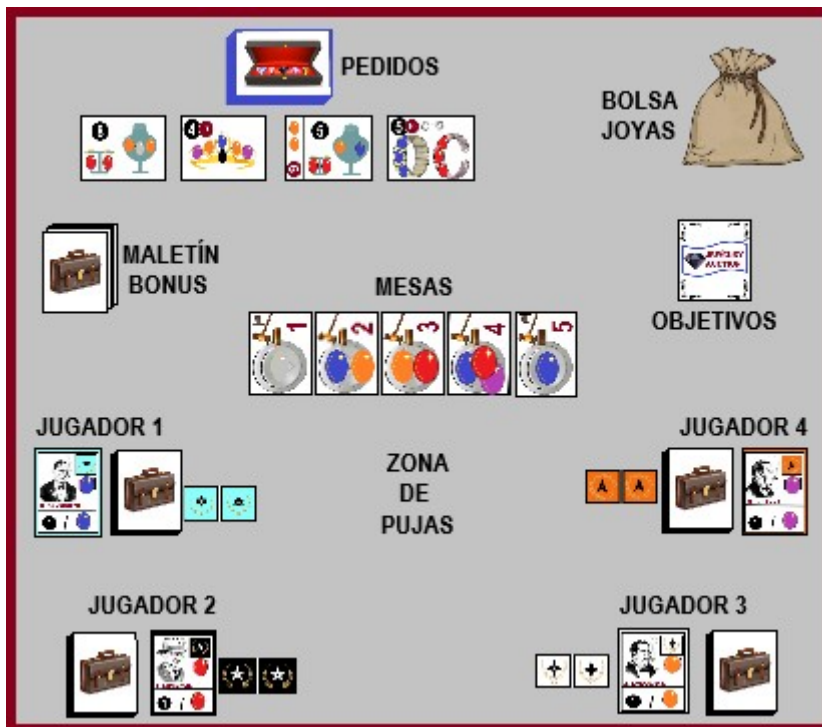 PEDIDOS
BOLSA
JOYAS
MALETÍN
BONUS
MESAS
1
2
3
4
5
OBJETIVOS
JUGADOR 1
JUGADOR 4
ZONA
DE
PUJAS
JUGADOR 2
JUGADOR 3